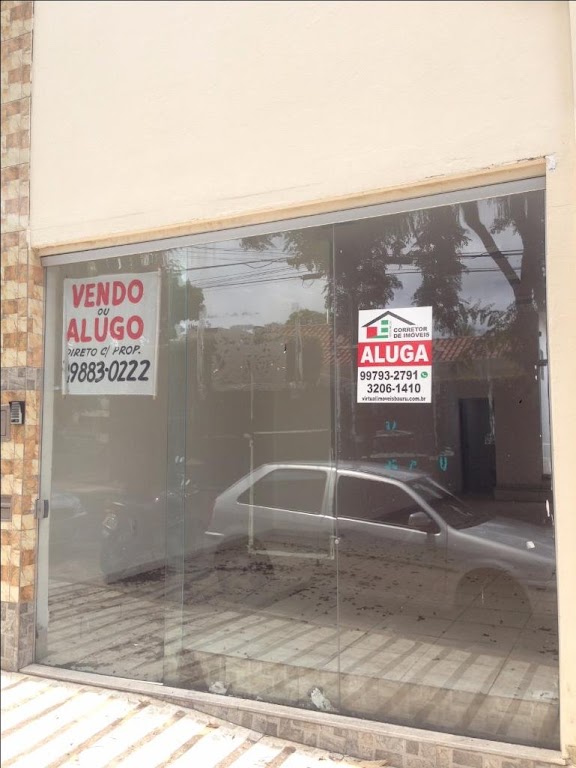 VENDO
OU
ALUGO
DIRETO C/ PROP.
99883-0222
CORRETOR
DE IMÓVEIS
ALUGA
99793-2791
3206-1410
virtualimoveisbauru.com.br